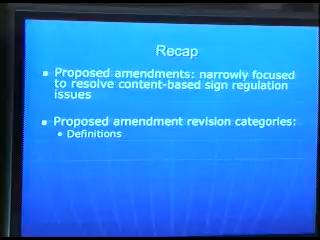 Recap
Proposed amendments: narrowly focused
to resolve content-based sign regulation
issues
Proposed amendment revision categories:
• Definitions